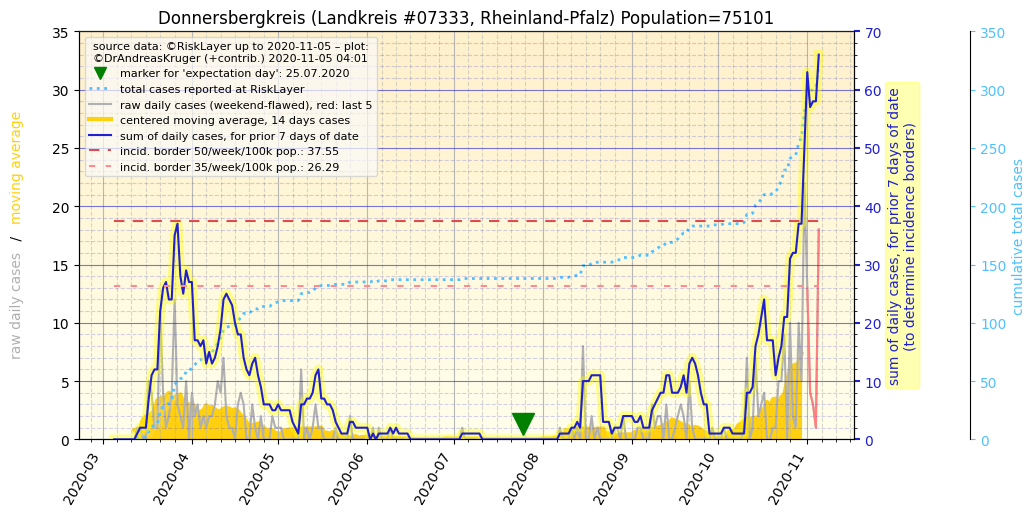 Donnersbergkreis (Landkreis #07333, Rheinland-Pfalz) Population=75101
source data: ©RiskLayer up to 2020-11-05 – plot:
©DrAndreasKruger (+contrib.) 2020-11-05 04:01
marker for 'expectation day': 25.07.2020
total cases reported at RiskLayer
raw daily cases (weekend-flawed), red: last 5
centered moving average, 14 days cases
sum of daily cases, for prior 7 days of date
incid. border 50/week/100k pop.: 37.55
incid. border 35/week/100k pop.: 26.29
raw daily cases / moving average
35
30
25
20
15
10
5
0
2020-03
2020-04
2020-05
2020-06
2020-07
2020-08
2020-09
2020-10
2020-11
70
60
50
40
30
20
10
0
sum of daily cases, for prior 7 days of date
(to determine incidence borders)
350
300
250
200
150
100
50
0
cumulative total cases